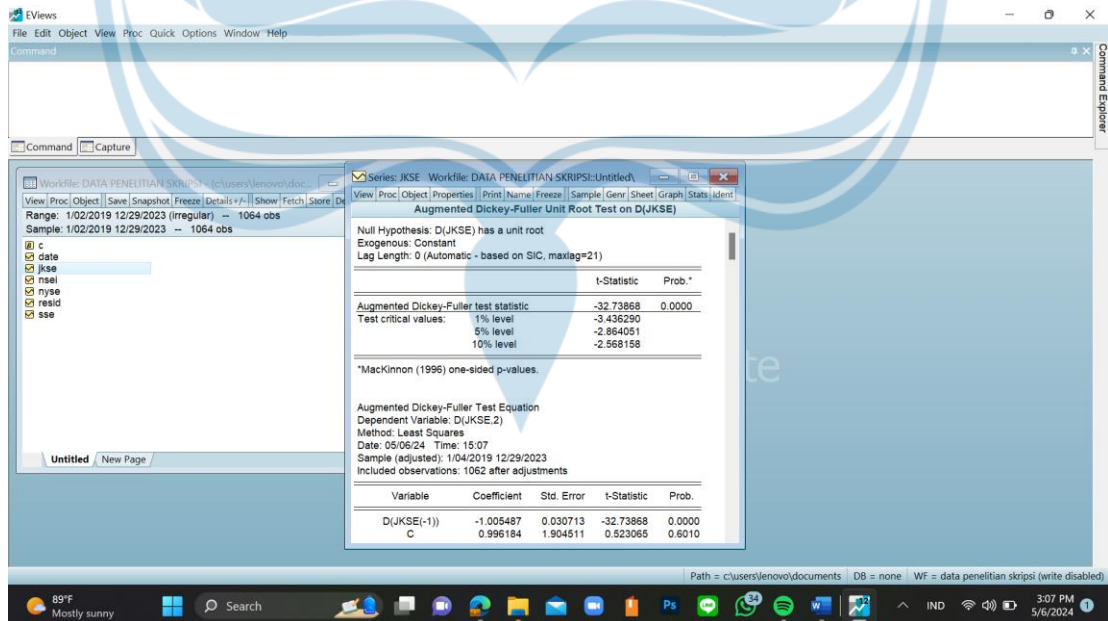 EViews
File Edit Object View Proc Quick Options Window Help
Command
Command Explorer
Command Capture
Workfile: DATA PENELITIAN SKRIPSI - (c:\users\lenovo\doc...
View Proc Object Save Snapshot Freeze Details+/- Show Fetch Store De
Range: 1/02/2019 12/29/2023 (irregular) -- 1064 obs
Sample: 1/02/2019 12/29/2023 -- 1064 obs
c
date
jkse
nsei
nyse
resid
sse
Untitled New Page
Series: JKSE Workfile: DATA PENELITIAN SKRIPSI::Untitled\
View Proc Object Properties Print Name Freeze Sample Genr Sheet Graph Stats Ident
Augmented Dickey-Fuller Unit Root Test on D(JKSE)
Null Hypothesis: D(JKSE) has a unit root
Exogenous: Constant
Lag Length: 0 (Automatic - based on SIC, maxlag=21)
t-Statistic Prob.*
Augmented Dickey-Fuller test statistic -32.73868 0.0000
Test critical values: 1% level -3.436290
5% level -2.864051
10% level -2.568158
*MacKinnon (1996) one-sided p-values.
Augmented Dickey-Fuller Test Equation
Dependent Variable: D(JKSE,2)
Method: Least Squares
Date: 05/06/24 Time: 15:07
Sample (adjusted): 1/04/2019 12/29/2023
Included observations: 1062 after adjustments
Variable Coefficient Std. Error t-Statistic Prob.
D(JKSE(-1)) -1.005487 0.030713 -32.73868 0.0000
C 0.996184 1.904511 0.523065 0.6010
Path = c:\users\lenovo\documents DB = none WF = data penelitian skripsi (write disabled)
89°F
Mostly sunny
Search
Ps
34
12
IND
3:07 PM
5/6/2024
1